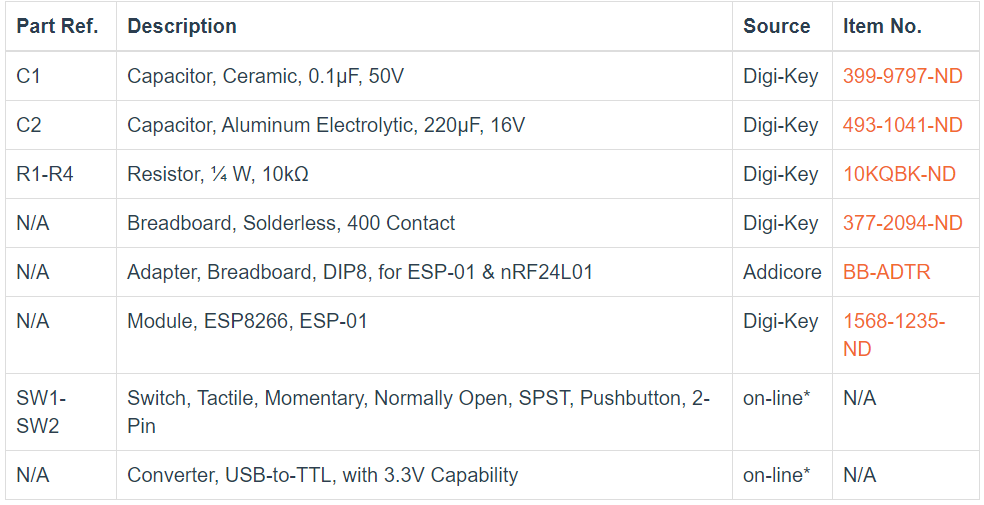 Part Ref. Description Source Item No.
C1 Capacitor, Ceramic, 0.1µF, 50V Digi-Key 399-9797-ND
C2 Capacitor, Aluminum Electrolytic, 220µF, 16V Digi-Key 493-1041-ND
R1-R4 Resistor, ¼ W, 10kΩ Digi-Key 10KQBK-ND
N/A Breadboard, Solderless, 400 Contact Digi-Key 377-2094-ND
N/A Adapter, Breadboard, DIP8, for ESP-01 & nRF24L01 Addicore BB-ADTR
N/A Module, ESP8266, ESP-01 Digi-Key 1568-1235-
ND
SW1- Switch, Tactile, Momentary, Normally Open, SPST, Pushbutton, 2- on-line* N/A
SW2 Pin
N/A Converter, USB-to-TTL, with 3.3V Capability on-line* N/A